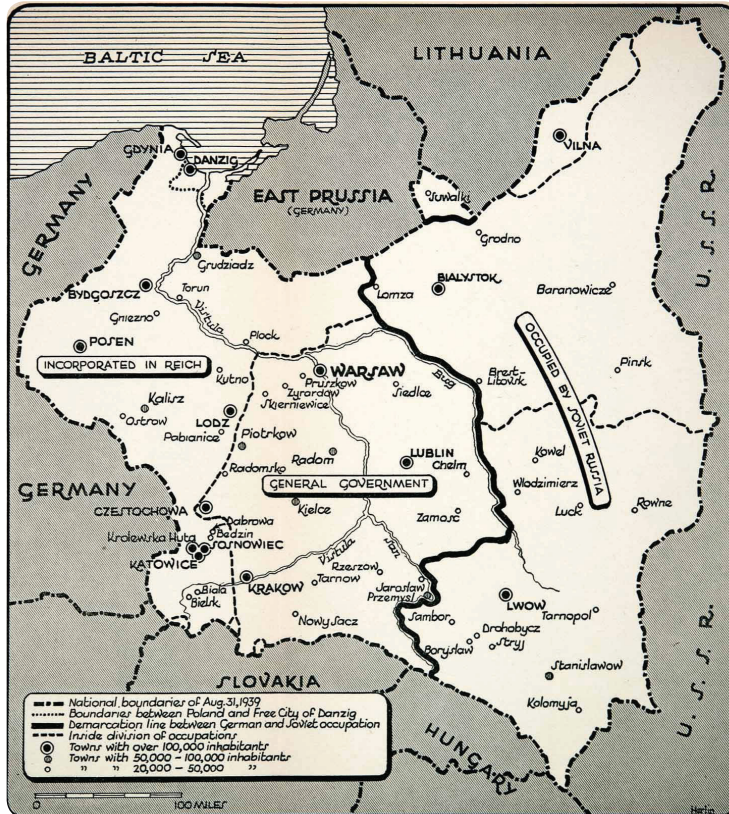 BALTIC SEA
LITHUANIA
GDYNIA
DANZIG
VILNA
EAST PRUSSIA
(GERMANY)
Suwalki
GERMANY
U.S.S.R.
Grodno
Grudziadz
BYDGOSZCZ
Torun
Lomza
BIALYSTOK
Baranowicze
Gniezno
Vistula
POSEN
Plock
INCORPORATED IN REICH
WARSAW
Bug
OCCUPIED BY SOVIET RUSSIA
Pinsk
Kutno
Pruszkow
Zyrardow
Siedlce
Brest-
Litovsk
Kalisz
Skierniewice
Ostrow
LODZ
Pabianice
Piotrkow
Radom
LUBLIN
Kowel
Chelm
Radomsko
GERMANY
GENERAL GOVERNMENT
Wlodzimierz
CZESTOCHOWA
Kielce
Zamosc
Luck
Rowne
Dabrowa
Bedzin
Krolewska Huta
SOSNOWIEC
KATOWICE
Vistula
San
Rzeszow
KRAKOW
Tarnow
Jaroslaw
Przemysl
LWOW
Biala
Bielsk
Nowy Sacz
Sambor
Tarnopol
Drohobycz
Boryslaw
Stryj
U.S.S.R.
SLOVAKIA
Stanislawow
Kolomyja
HUNGARY
National boundaries of Aug. 31, 1939
Boundaries between Poland and Free City of Danzig
Demarcation line between German and Soviet occupation
Inside division of occupations
Towns with over 100,000 inhabitants
Towns with 50,000 - 100,000 inhabitants
" " 20,000 - 50,000 "
0 100 MILES
Herlin